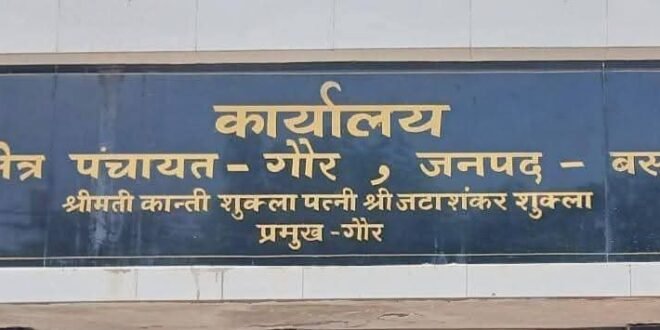 कार्यालय
पंचायत - गौर , जनपद -
श्रीमती कान्ती शुक्ला पत्नी श्री जटाशंकर शुक्ला
प्रमुख -गौर